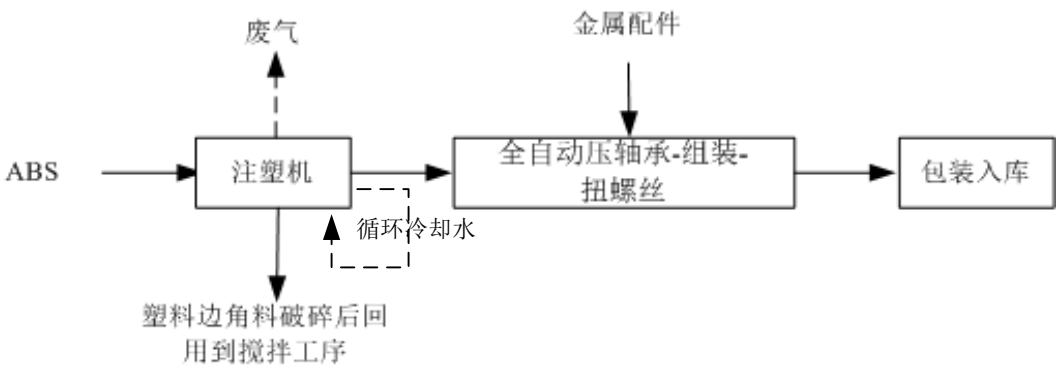 废气
金属配件
ABS
注塑机
全自动压轴承-组装-
扭螺丝
包装入库
循环冷却水
塑料边角料破碎后回
用到搅拌工序